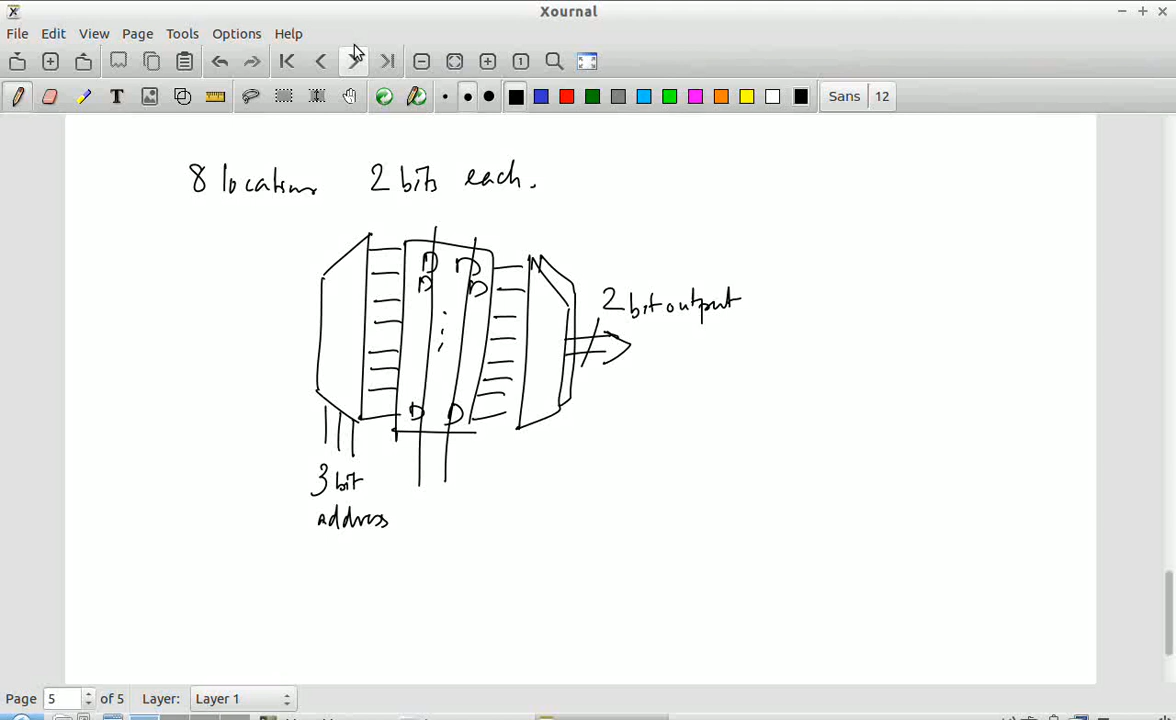 Xournal
File Edit View Page Tools Options Help
T Sans 12
8 locations 2 bits each.
D D
D D
2 bit output
D D
3 bit
address
Page 5 of 5 Layer: Layer 1